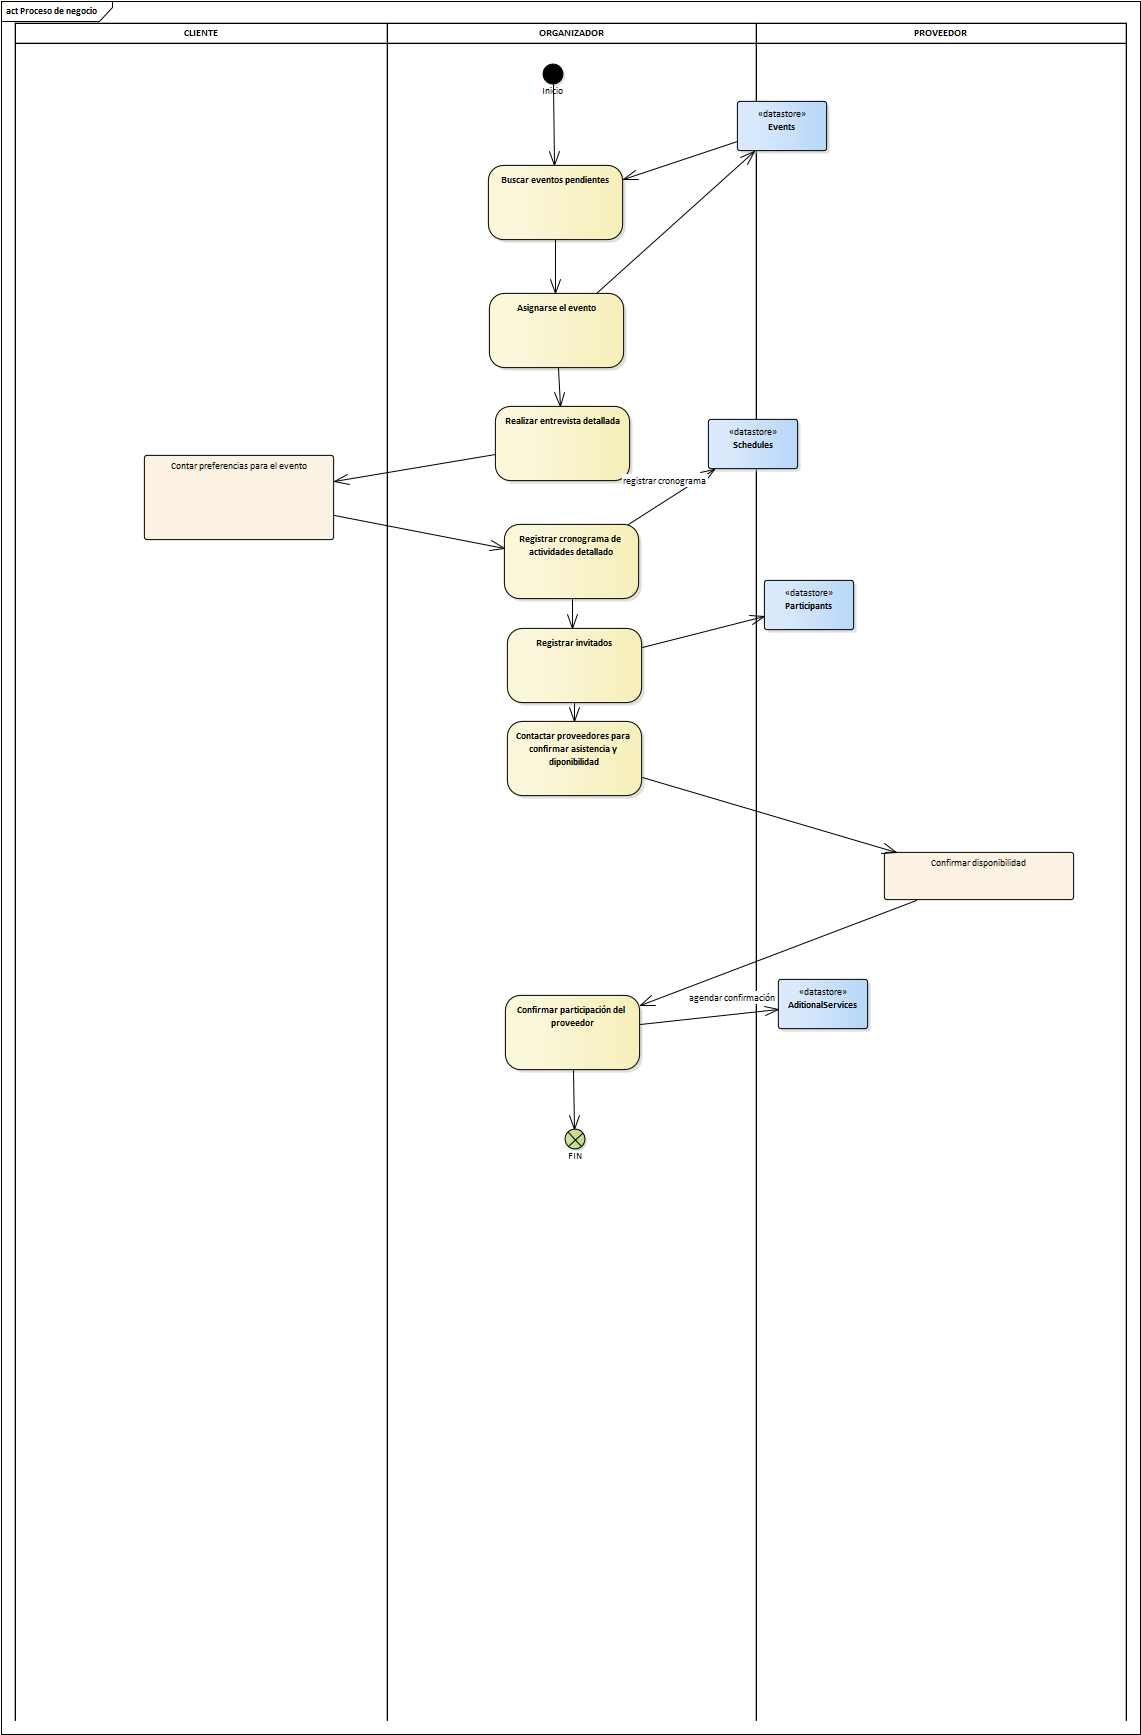 act Proceso de negocio
CLIENTE
ORGANIZADOR
PROVEEDOR
Inicio
«datastore»
Events
Buscar eventos pendientes
Asignarse el evento
Realizar entrevista detallada
«datastore»
Schedules
Contar preferencias para el evento
registrar cronograma
Registrar cronograma de
actividades detallado
«datastore»
Participants
Registrar invitados
Contactar proveedores para
confirmar asistencia y
diponibilidad
Confirmar disponibilidad
agendar confirmación
«datastore»
AditionalServices
Confirmar participación del
proveedor
FIN